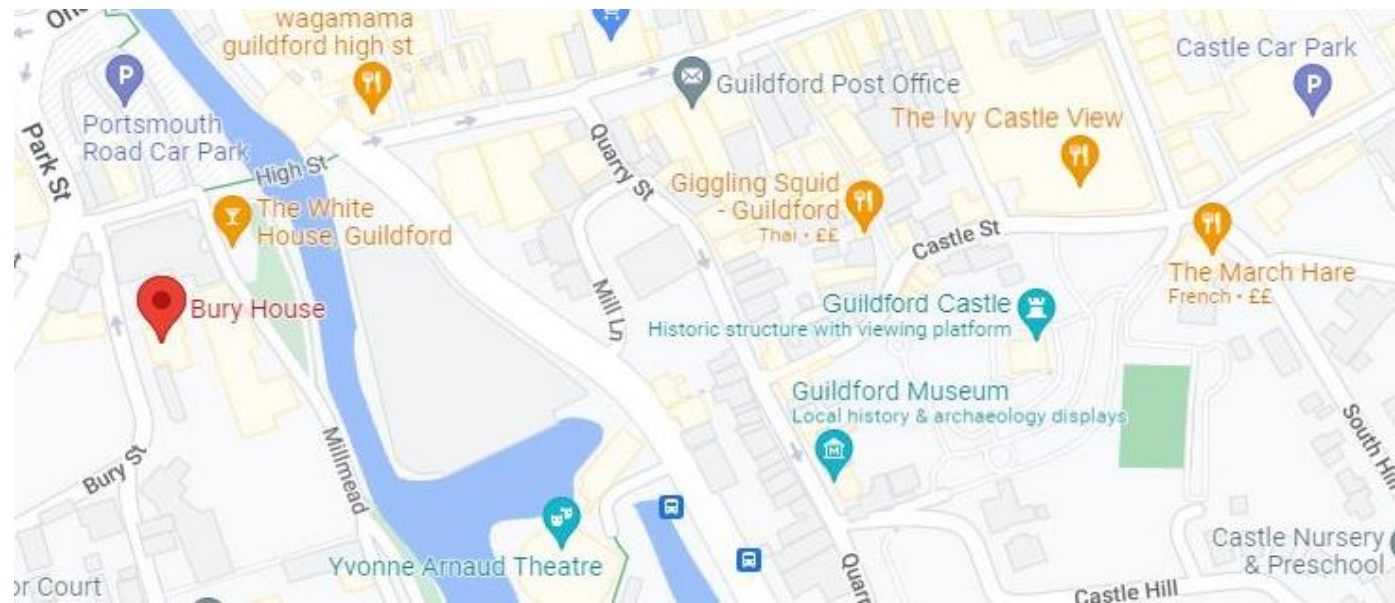 wagamama
guildford high st
Castle Car Park
P
P
Guildford Post Office
Portsmouth
Road Car Park
The Ivy Castle View
Park St
High St
Quarry St
Giggling Squid
- Guildford
Thai • ££
The White
House, Guildford
Castle St
The March Hare
French • ££
Bury House
Mill Ln
Guildford Castle
Historic structure with viewing platform
Guildford Museum
Local history & archaeology displays
M
South Hill
Bury St
Millmead
Yvonne Arnaud Theatre
Castle Nursery
& Preschool
Quarr
Castle Hill
or Court